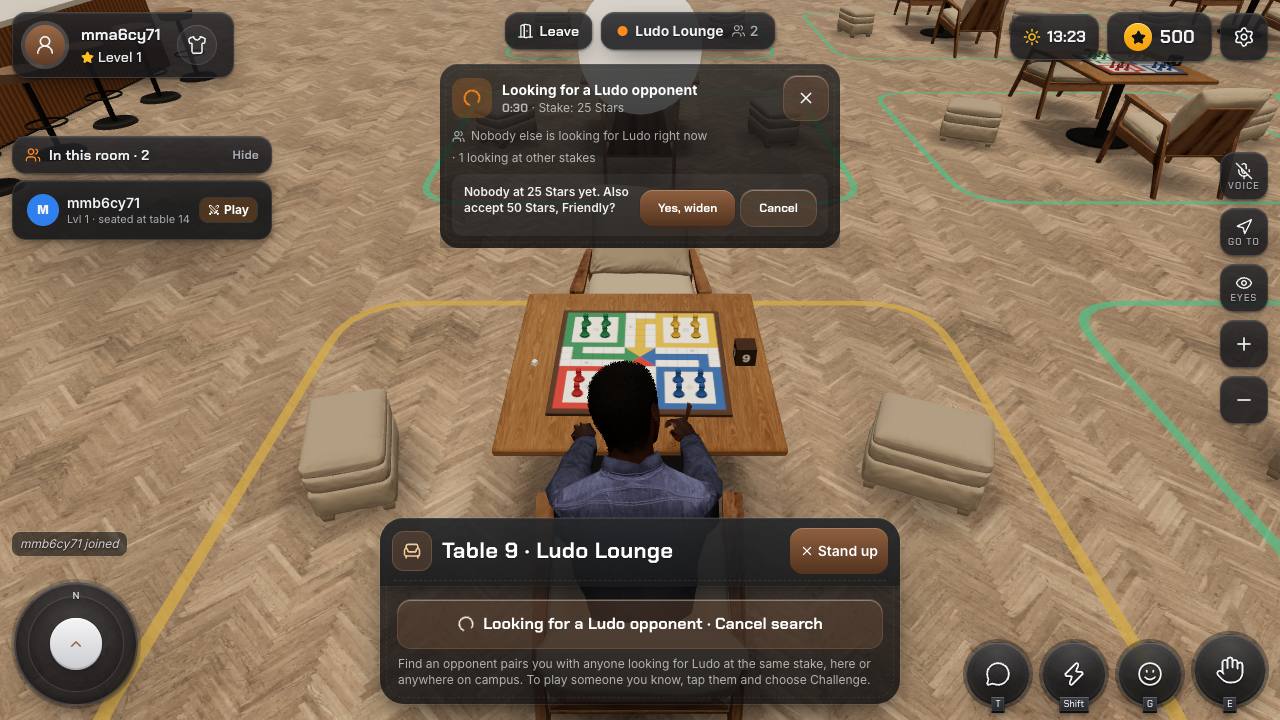 mma6cy71
Level 1
Leave
Ludo Lounge 2
13:23
500
Looking for a Ludo opponent
0:30 · Stake: 25 Stars
Nobody else is looking for Ludo right now
· 1 looking at other stakes
Nobody at 25 Stars yet. Also
accept 50 Stars, Friendly?
Yes, widen
Cancel
In this room · 2
Hide
M
mmb6cy71
Lvl 1 · seated at table 14
Play
VOICE
GO TO
EYES
9
mmb6cy71 joined
N
Table 9 · Ludo Lounge
Stand up
Looking for a Ludo opponent · Cancel search
Find an opponent pairs you with anyone looking for Ludo at the same stake, here or
anywhere on campus. To play someone you know, tap them and choose Challenge.
T
Shift
G
E